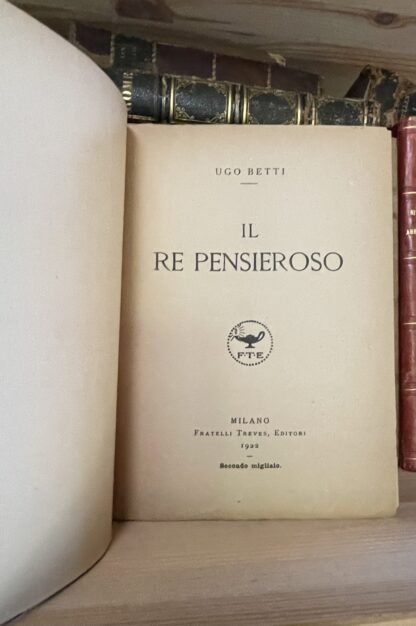 UGO BETTI
IL
RE PENSIEROSO
F·T·E
MILANO
FRATELLI TREVES, EDITORI
1922
Secondo migliaio.